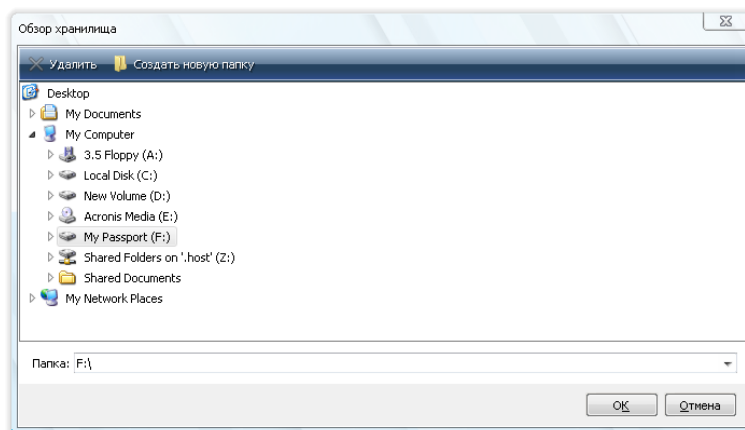 Обзор хранилища
Удалить Создать новую папку
Desktop
My Documents
My Computer
3.5 Floppy (A:)
Local Disk (C:)
New Volume (D:)
Acronis Media (E:)
My Passport (F:)
Shared Folders on '.host' (Z:)
Shared Documents
My Network Places
Папка: F:\
OK Отмена